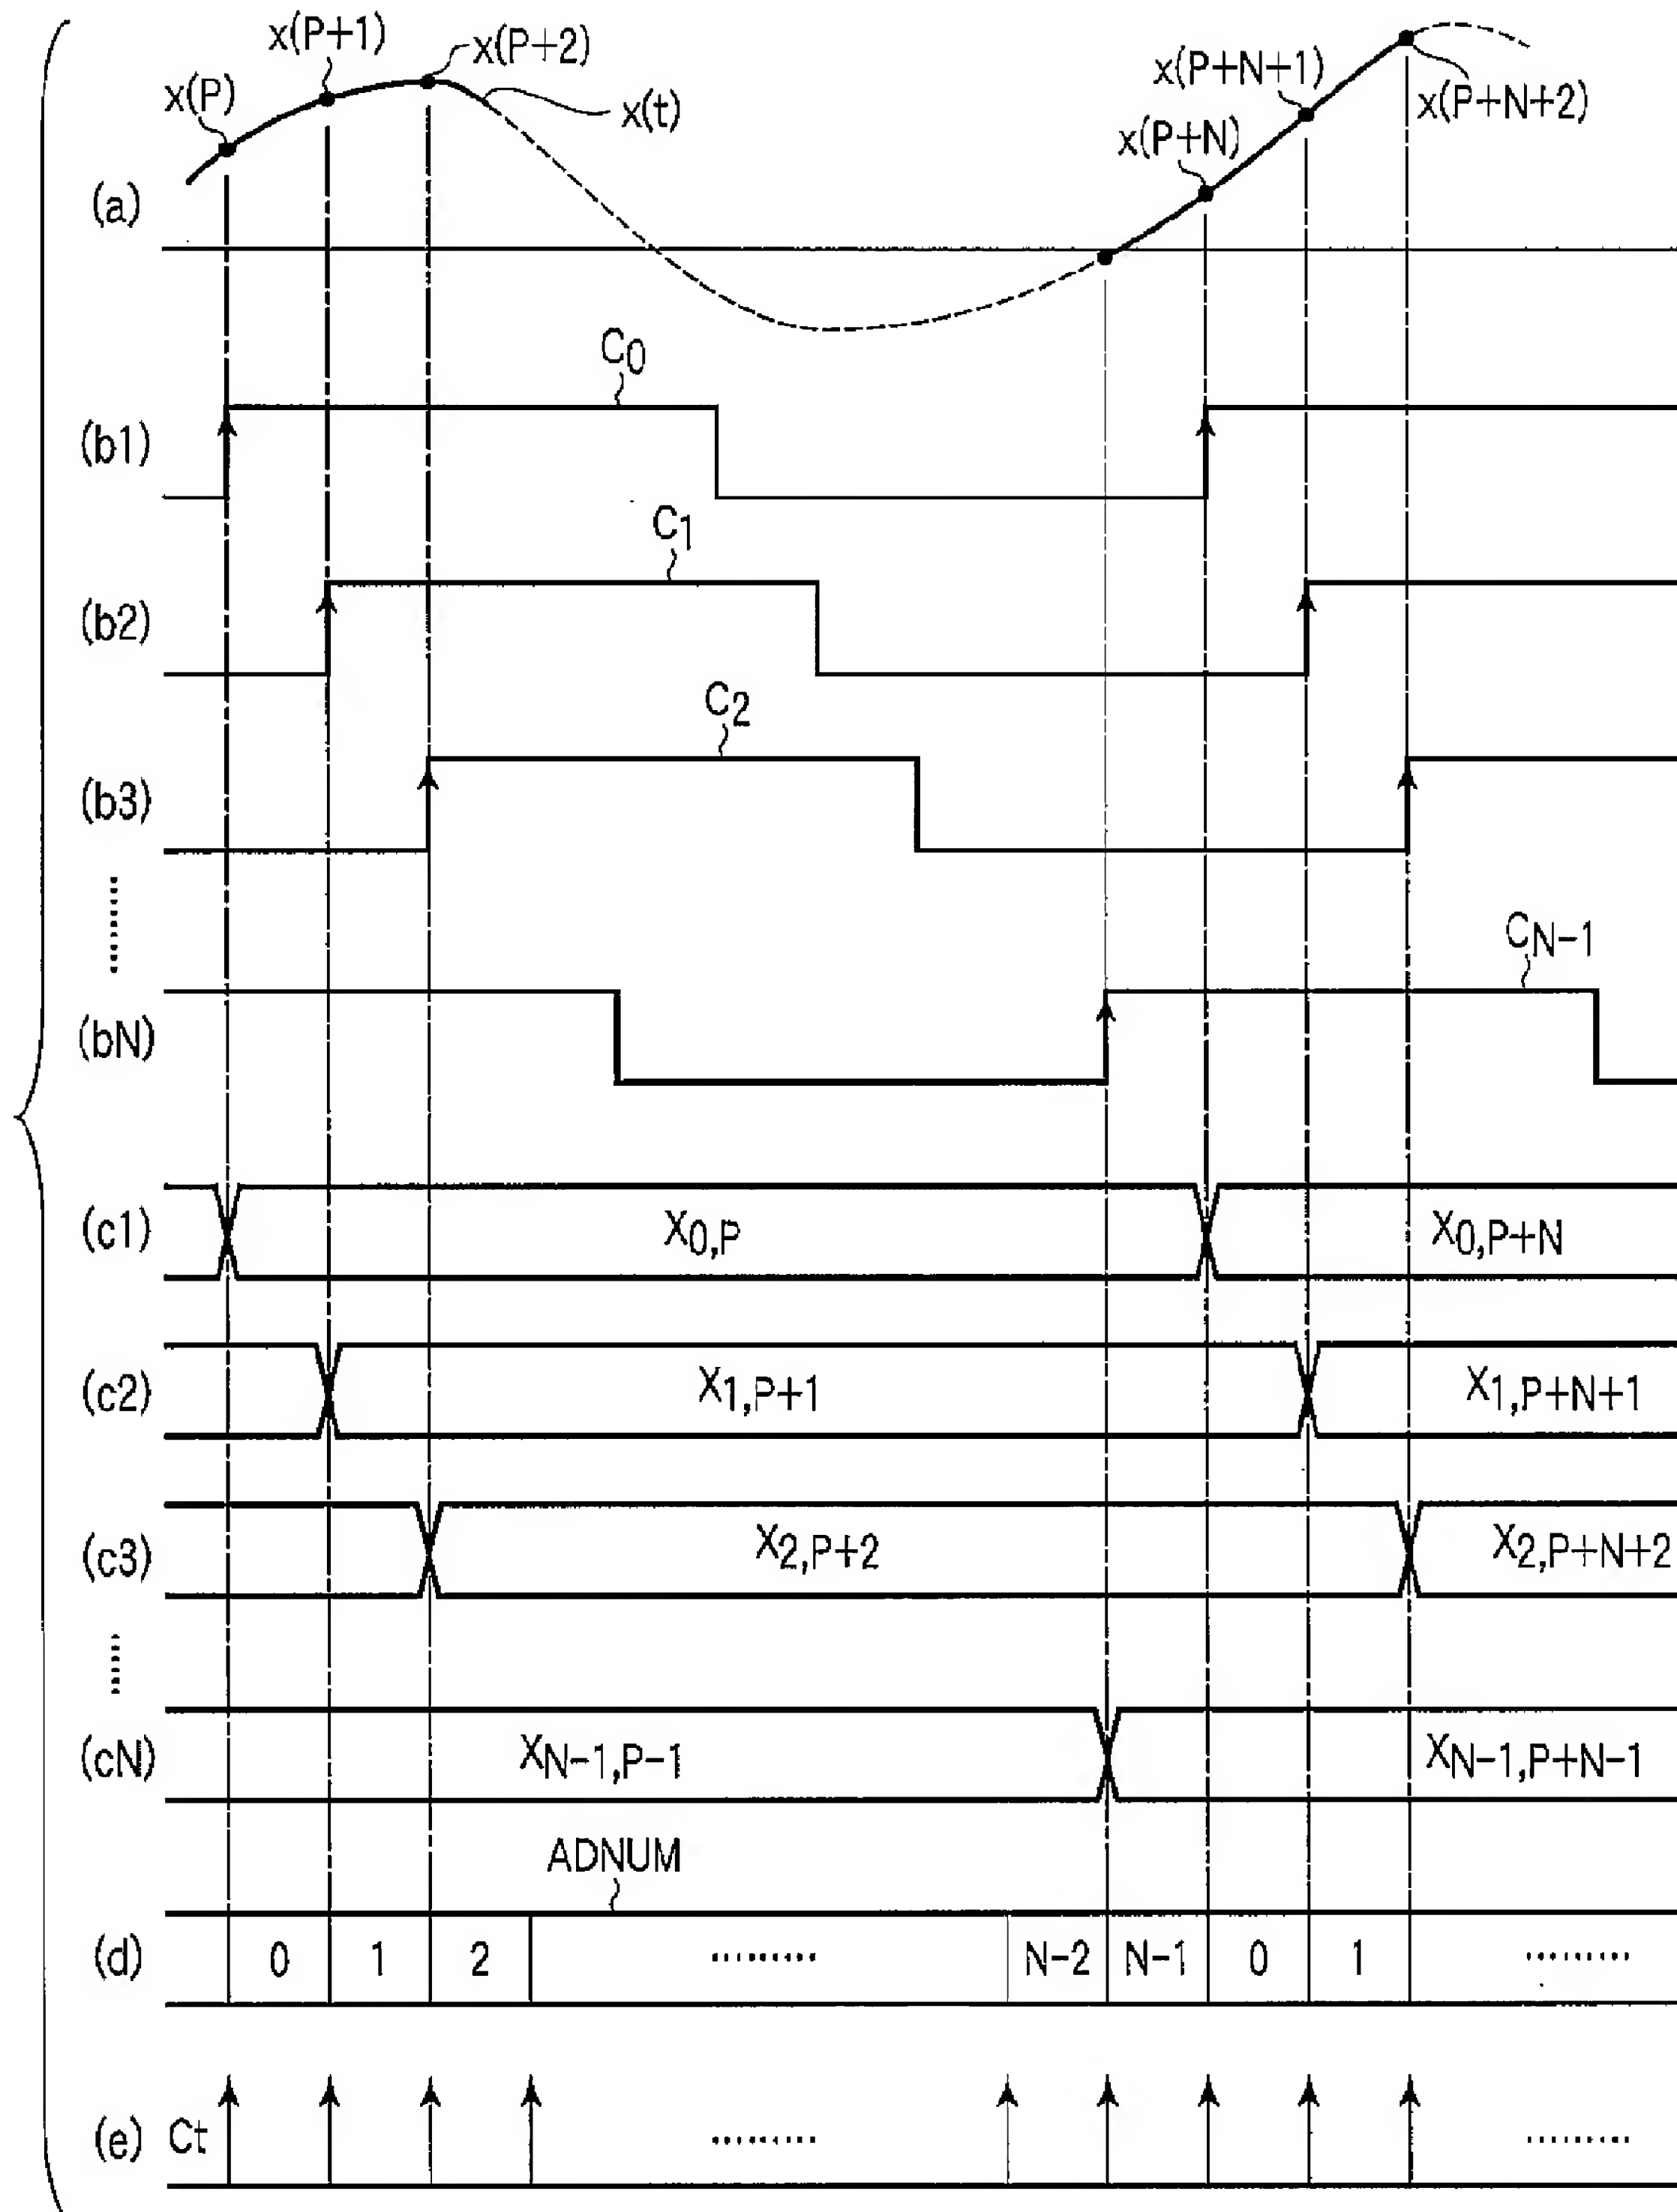 x(P) x(P+1) x(P+2) x(t) x(P+N) x(P+N+1) x(P+N+2)
(a)
C0
(b1)
C1
(b2)
C2
(b3)
........
CN-1
(bN)
(c1) X0,P X0,P+N
(c2) X1,P+1 X1,P+N+1
(c3) X2,P+2 X2,P+N+2
......
(cN) XN-1,P-1 XN-1,P+N-1
ADNUM
(d) 0 1 2 ......... N-2 N-1 0 1 .........
(e) Ct ......... .........